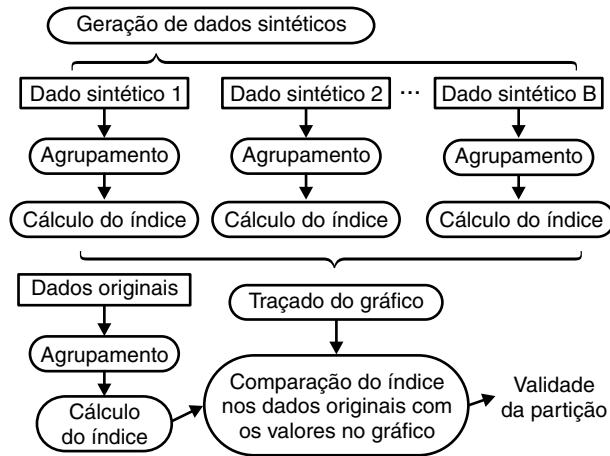 Geração de dados sintéticos
Dado sintético 1
Dado sintético 2
...
Dado sintético B
Agrupamento
Agrupamento
Agrupamento
Cálculo do índice
Cálculo do índice
Cálculo do índice
Dados originais
Traçado do gráfico
Agrupamento
Cálculo
do índice
Comparação do índice
nos dados originais com
os valores no gráfico
Validade
da partição